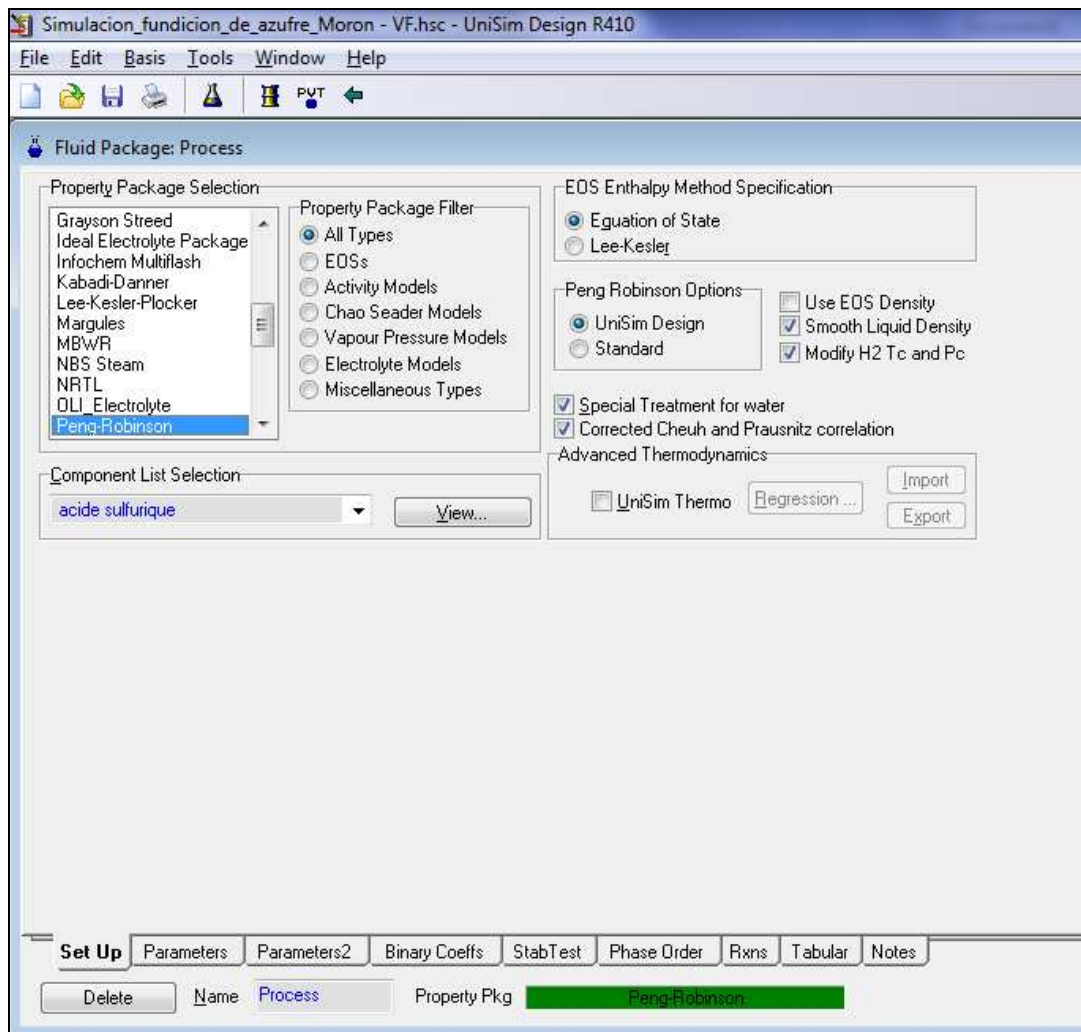 Simulacion_fundicion_de_azufre_Moron - VF.hsc - UniSim Design R410
File Edit Basis Tools Window Help
PVT
Fluid Package: Process
Property Package Selection
Grayson Streed
Ideal Electrolyte Package
Infochem Multiflash
Kabadi-Danner
Lee-Kesler-Plocker
Margules
MBWR
NBS Steam
NRTL
OLI_Electrolyte
Peng-Robinson
Property Package Filter
All Types
EOSs
Activity Models
Chao Seader Models
Vapour Pressure Models
Electrolyte Models
Miscellaneous Types
EOS Enthalpy Method Specification
Equation of State
Lee-Kesler
Peng Robinson Options
UniSim Design
Standard
Use EOS Density
Smooth Liquid Density
Modify H2 Tc and Pc
Special Treatment for water
Corrected Cheuh and Prausnitz correlation
Component List Selection
acide sulfurique
View...
Advanced Thermodynamics
UniSim Thermo
Regression ...
Import
Export
Set Up Parameters Parameters2 Binary Coeffs StabTest Phase Order Rxns Tabular Notes
Delete Name Process Property Pkg Peng-Robinson